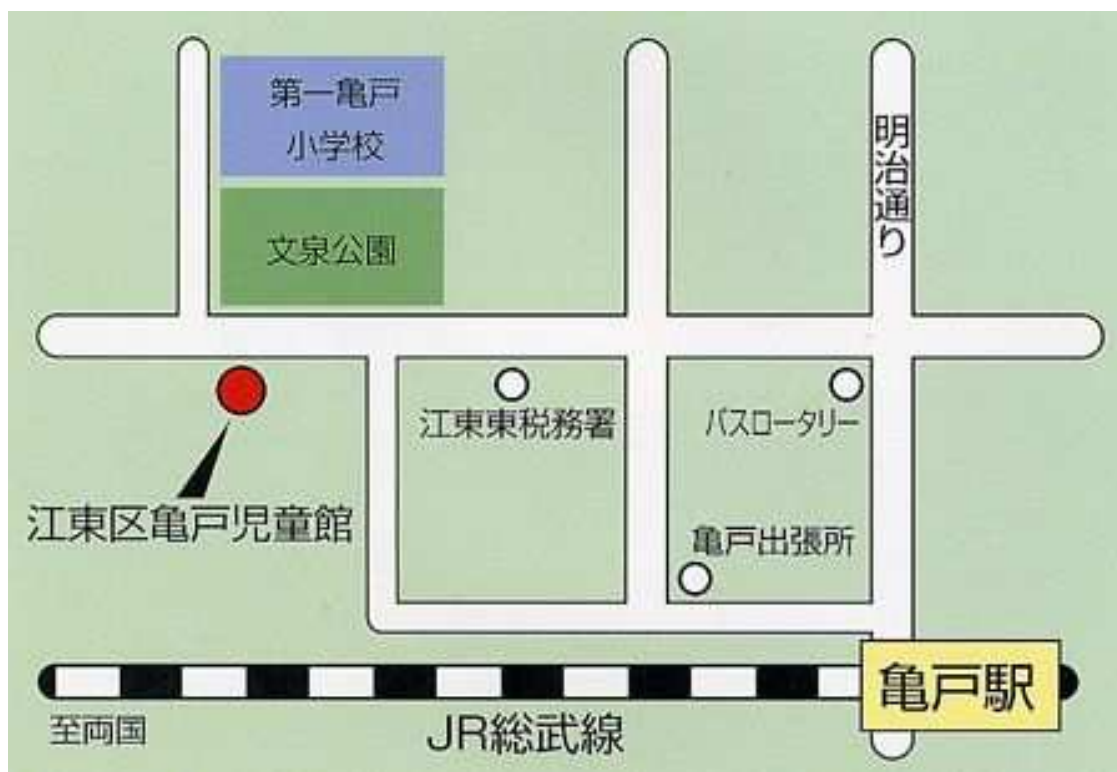 第一亀戸
小学校
文泉公園
明治通り
江東東税務署
バスロータリー
江東区亀戸児童館
亀戸出張所
亀戸駅
至両国
JR総武線